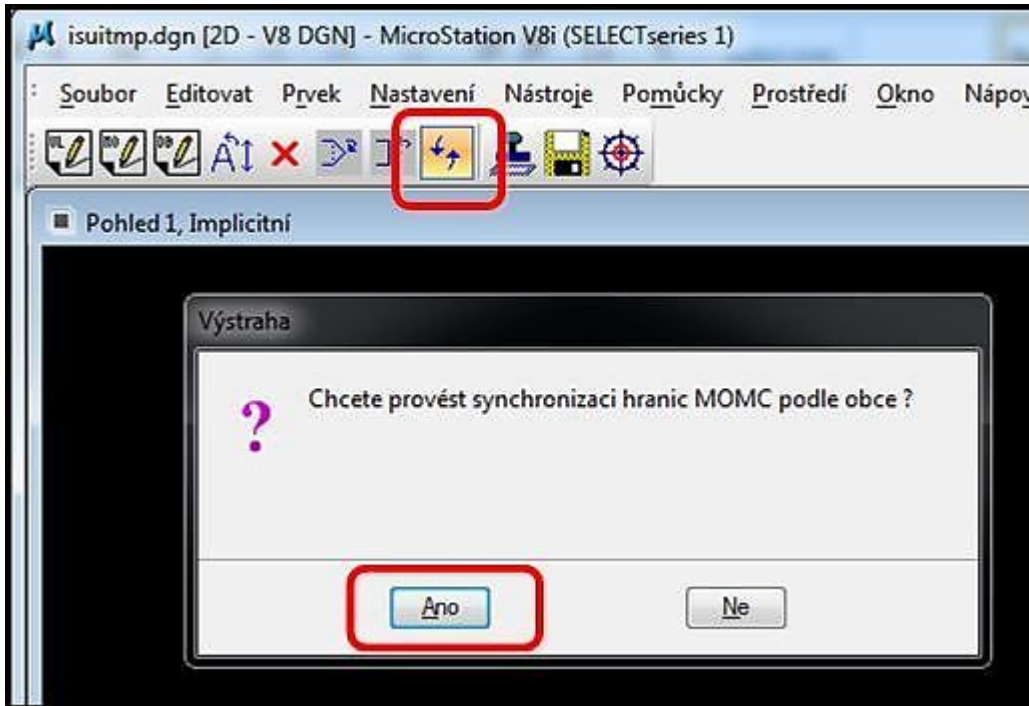 isuitmp.dgn [2D - V8 DGN] - MicroStation V8i (SELECTseries 1)
Soubor Editovat Prvek Nastavení Nástroje Pomůcky Prostředí Okno
Pohled 1, Implicitní
Výstraha
Chcete provést synchronizaci hranic MOMC podle obce ?
Ano Ne